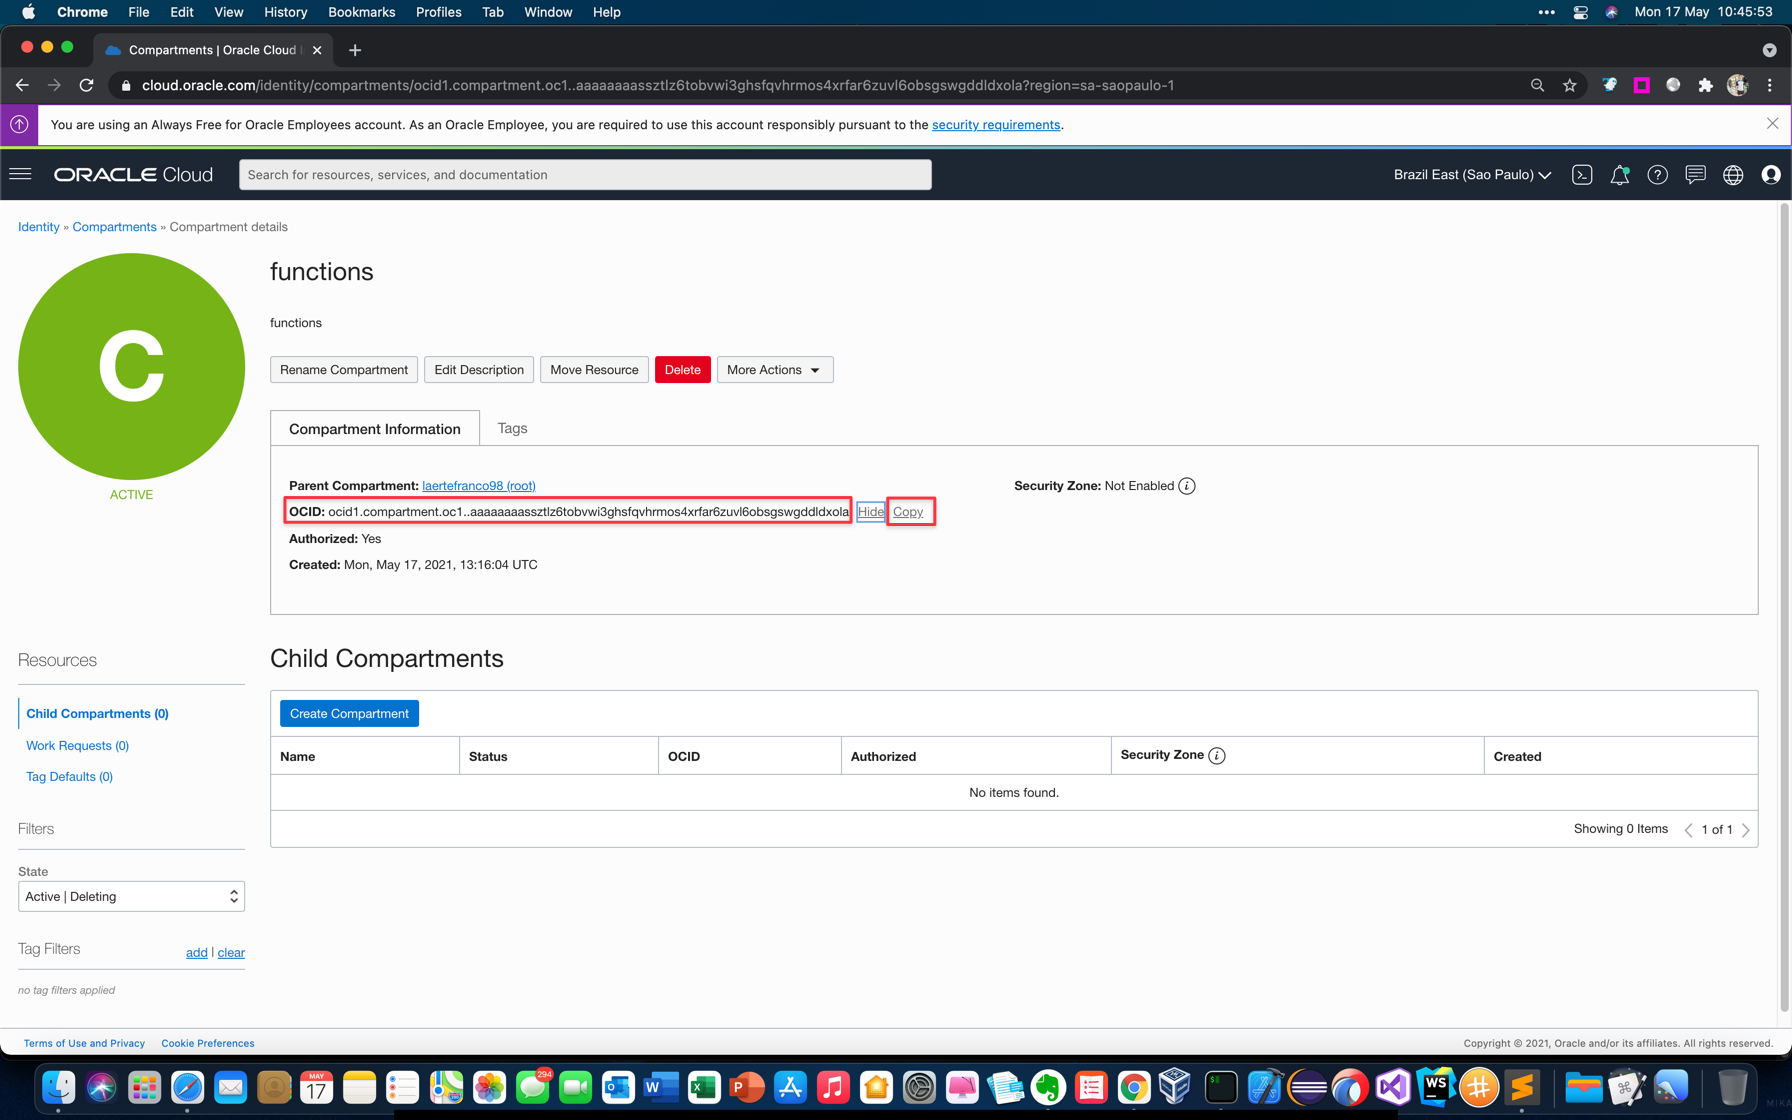 Chrome File Edit View History Bookmarks Profiles Tab Window Help Mon 17 May 10:45:53
Compartments | Oracle Cloud
cloud.oracle.com/identity/compartments/ocid1.compartment.oc1..aaaaaaaassztlz6tobvwi3ghsfqvhrmos4xrfar6zuvl6obsgswgddldxola?region=sa-saopaulo-1
You are using an Always Free for Oracle Employees account. As an Oracle Employee, you are required to use this account responsibly pursuant to the security requirements.
ORACLE Cloud Search for resources, services, and documentation Brazil East (Sao Paulo)
Identity » Compartments » Compartment details
C
ACTIVE
functions
functions
Rename Compartment Edit Description Move Resource Delete More Actions
Compartment Information Tags
Parent Compartment: laertefranco98 (root) Security Zone: Not Enabled
OCID: ocid1.compartment.oc1..aaaaaaaassztlz6tobvwi3ghsfqvhrmos4xrfar6zuvl6obsgswgddldxola Hide Copy
Authorized: Yes
Created: Mon, May 17, 2021, 13:16:04 UTC
Resources
Child Compartments (0)
Work Requests (0)
Tag Defaults (0)
Filters
State
Active | Deleting
Tag Filters add | clear
no tag filters applied
Child Compartments
Create Compartment
Name Status OCID Authorized Security Zone Created
No items found.
Showing 0 Items 1 of 1
Terms of Use and Privacy Cookie Preferences Copyright © 2021, Oracle and/or its affiliates. All rights reserved.
MAY
17
294
W
X
P
WS